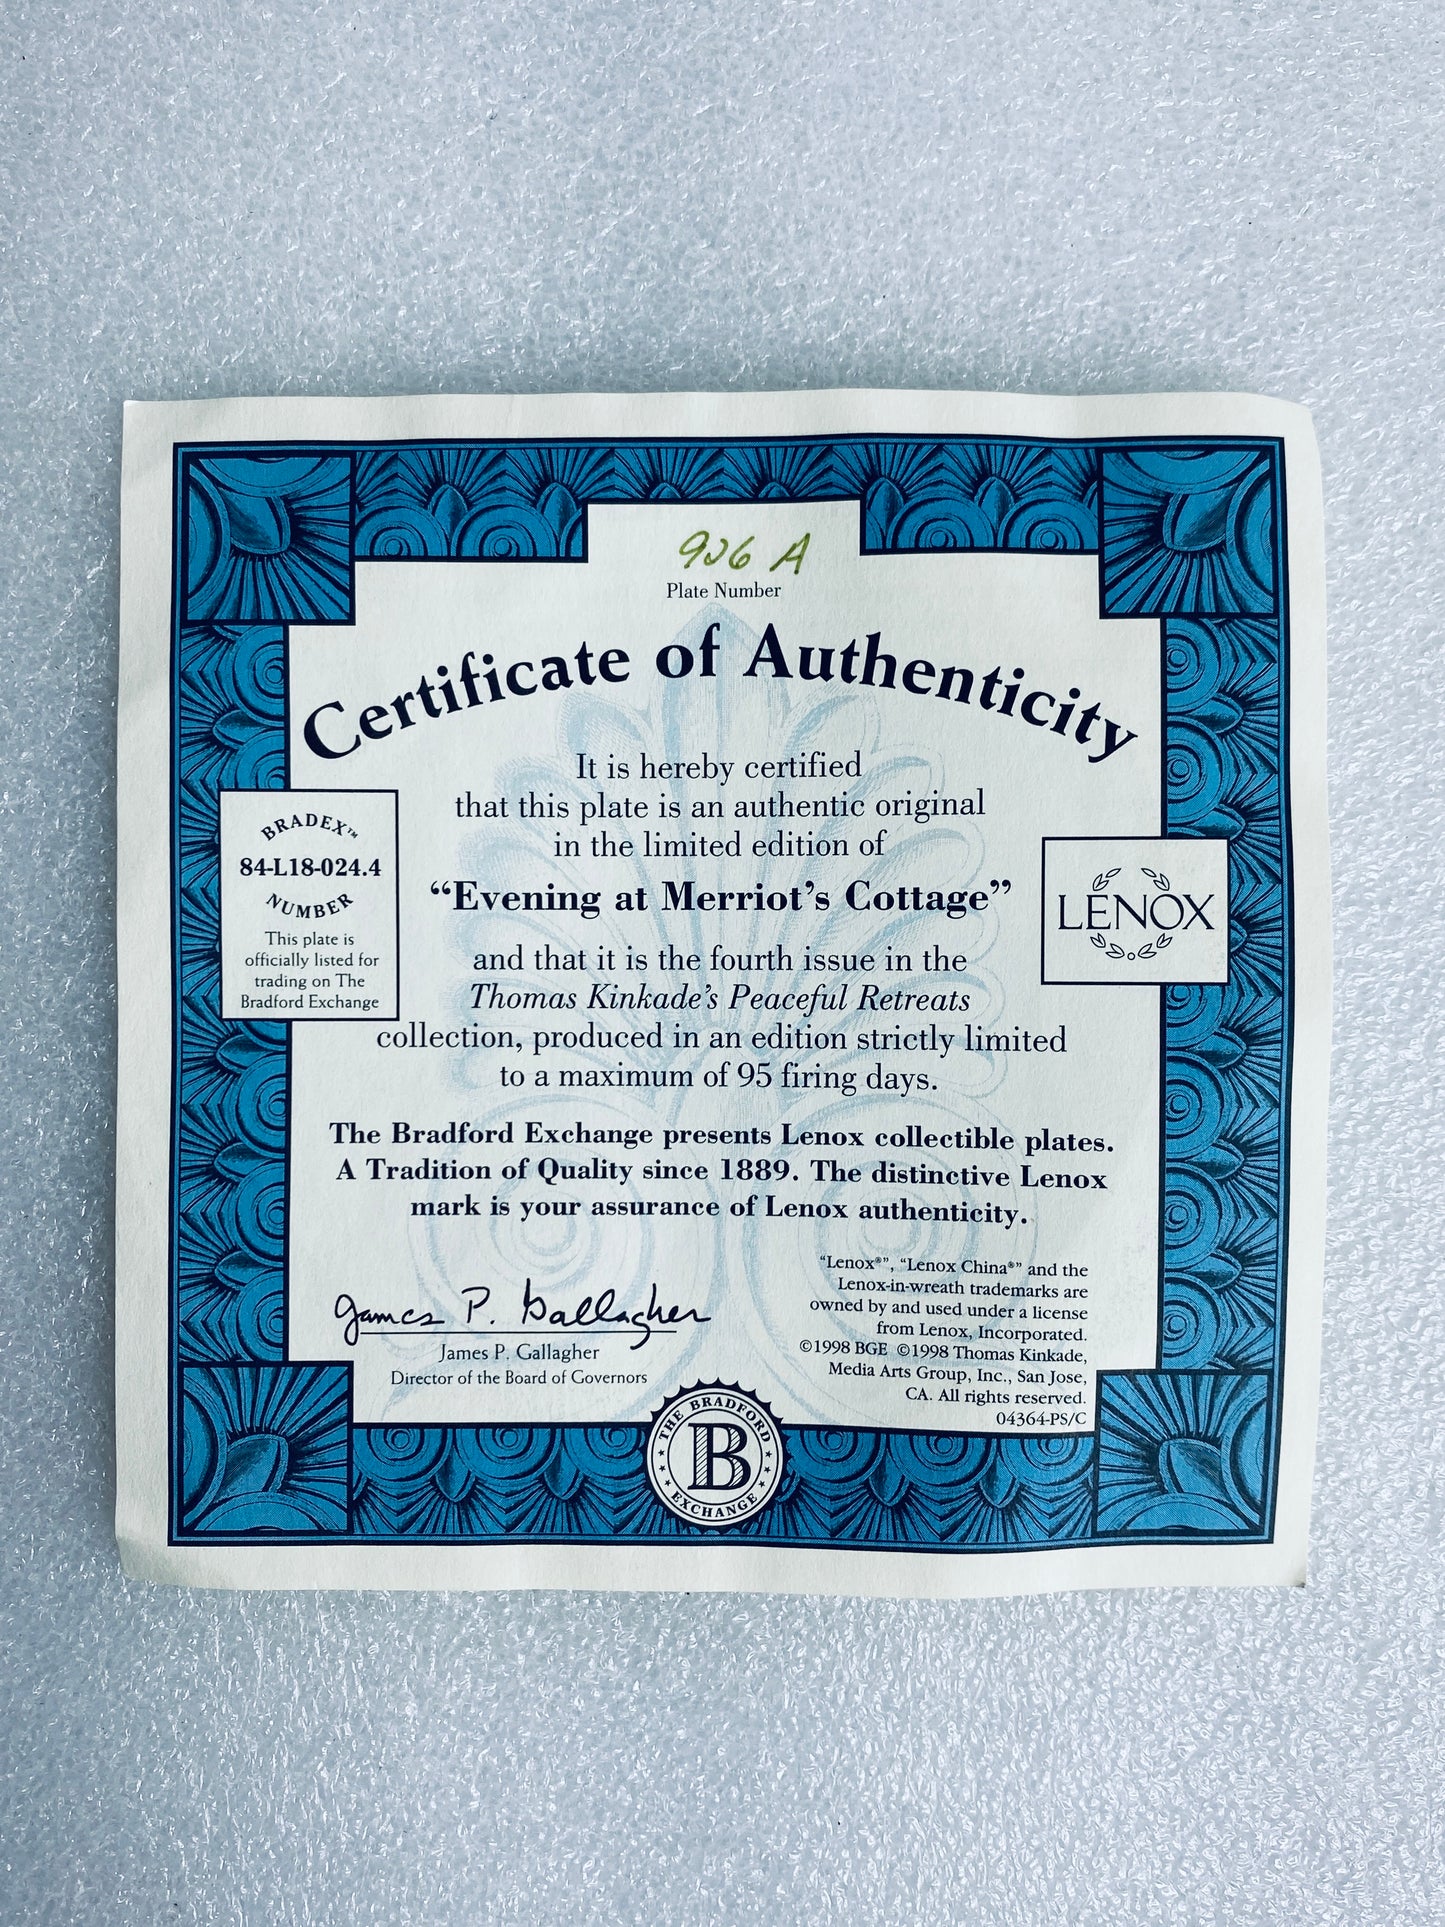 906 A
Plate Number
Certificate of Authenticity
It is hereby certified
that this plate is an authentic original
in the limited edition of
“Evening at Merriot’s Cottage”
and that it is the fourth issue in the
Thomas Kinkade’s Peaceful Retreats
collection, produced in an edition strictly limited
to a maximum of 95 firing days.
BRADEX™
84-L18-024.4
NUMBER
This plate is
officially listed for
trading on The
Bradford Exchange
LENOX
The Bradford Exchange presents Lenox collectible plates.
A Tradition of Quality since 1889. The distinctive Lenox
mark is your assurance of Lenox authenticity.
James P. Gallagher
James P. Gallagher
Director of the Board of Governors
“Lenox®”, “Lenox China®” and the
Lenox-in-wreath trademarks are
owned by and used under a license
from Lenox, Incorporated.
©1998 BGE ©1998 Thomas Kinkade,
Media Arts Group, Inc., San Jose,
CA. All rights reserved.
04364-PS/C
THE BRADFORD
B
EXCHANGE